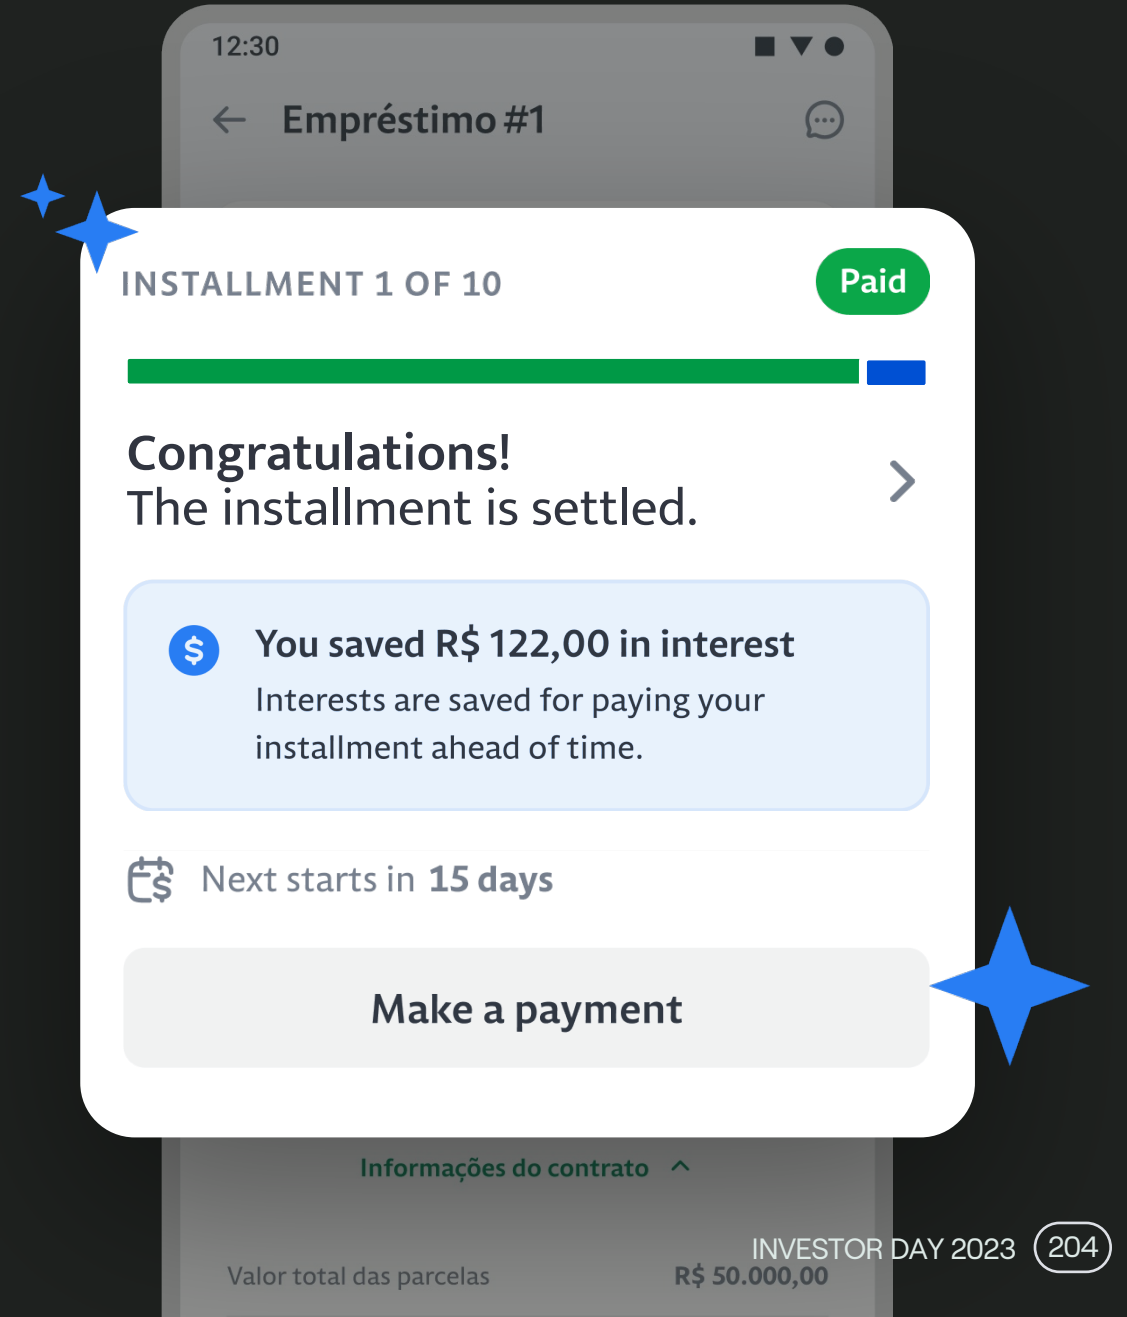 12:30
Empréstimo #1
INSTALLMENT 1 OF 10
Paid
Congratulations!
The installment is settled.
$
You saved R$ 122,00 in interest
Interests are saved for paying your
installment ahead of time.
Next starts in 15 days
Make a payment
Informações do contrato
INVESTOR DAY 2023 204
Valor total das parcelas R$ 50.000,00